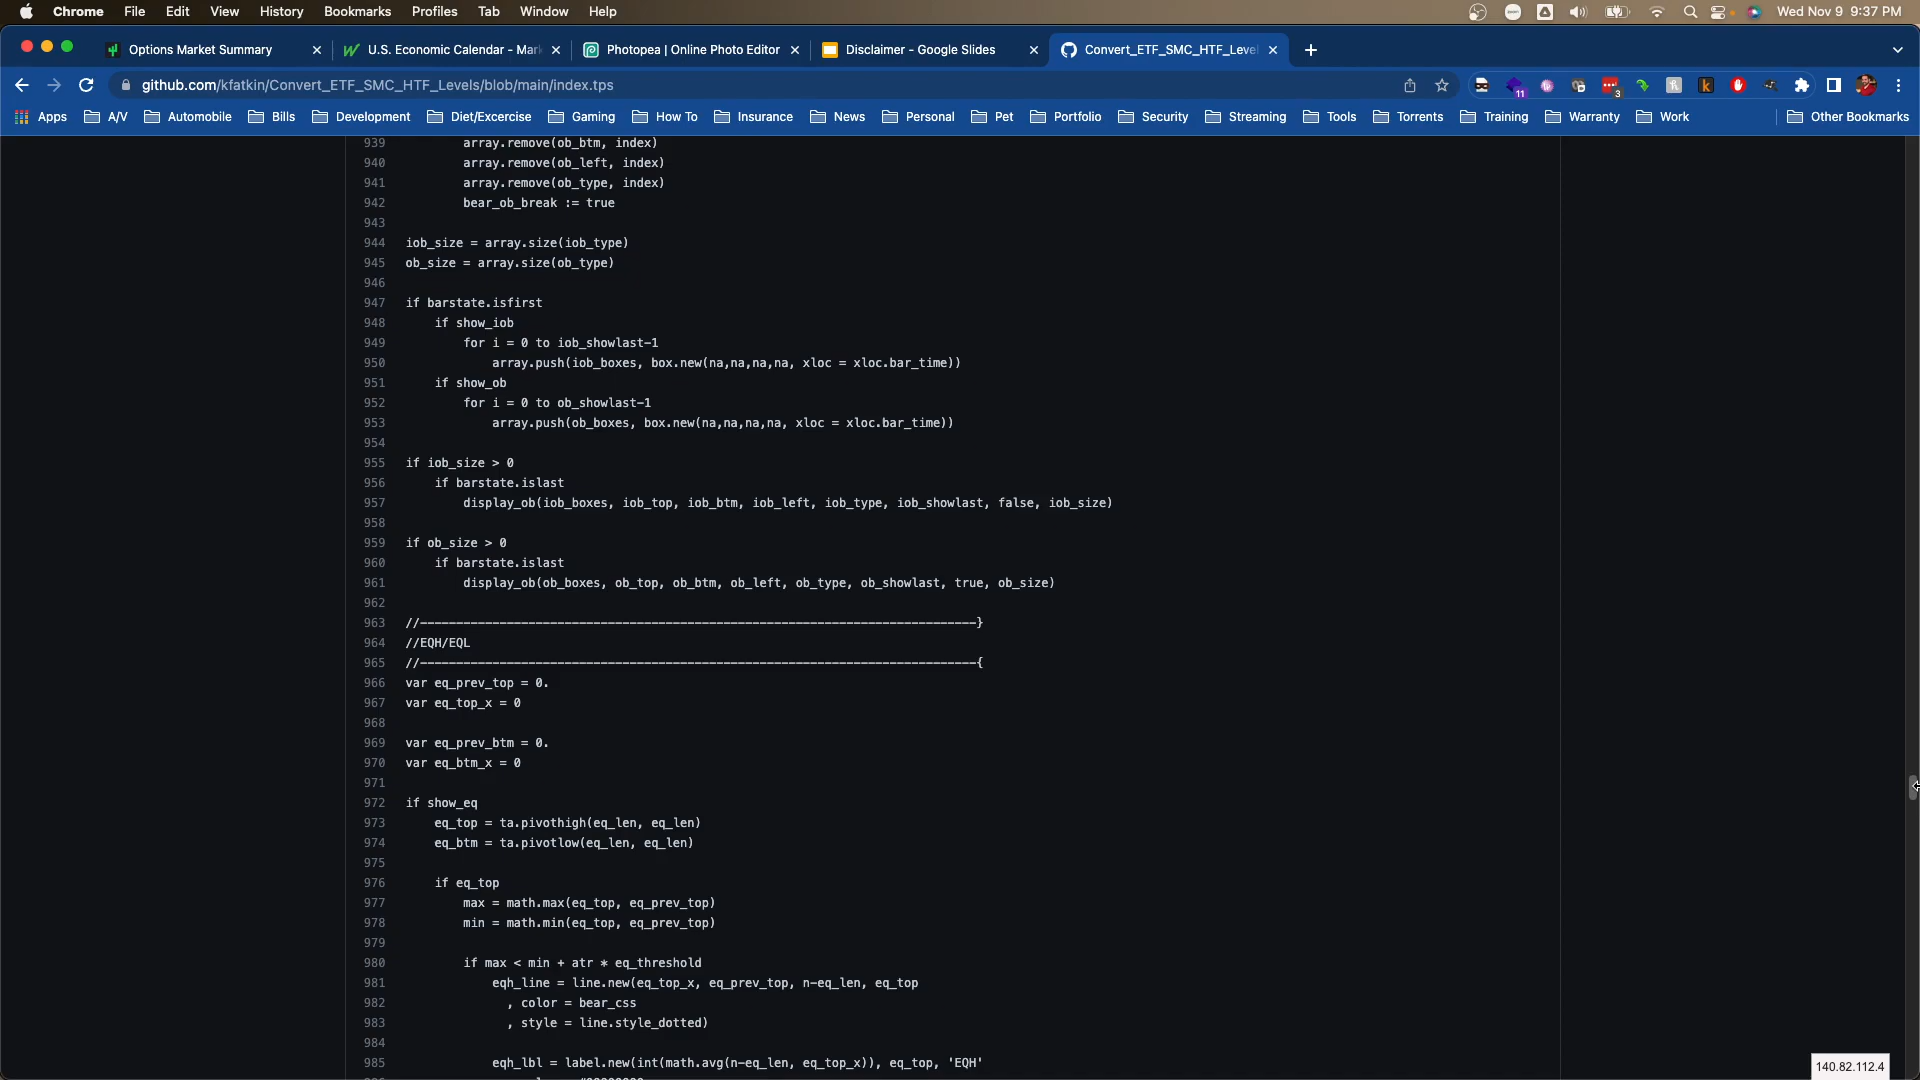 Chrome File Edit View History Bookmarks Profiles Tab Window Help Wed Nov 9 9:37 PM
Options Market Summary U.S. Economic Calendar - Mark Photopea | Online Photo Editor Disclaimer - Google Slides Convert_ETF_SMC_HTF_Level
github.com/kfatkin/Convert_ETF_SMC_HTF_Levels/blob/main/index.tps 11 3
Apps A/V Automobile Bills Development Diet/Excercise Gaming How To Insurance News Personal Pet Portfolio Security Streaming Tools Torrents Training Warranty Work Other Bookmarks
939 array.remove(ob_btm, index)
940 array.remove(ob_left, index)
941 array.remove(ob_type, index)
942 bear_ob_break := true
943
944 iob_size = array.size(iob_type)
945 ob_size = array.size(ob_type)
946
947 if barstate.isfirst
948 if show_iob
949 for i = 0 to iob_showlast-1
950 array.push(iob_boxes, box.new(na,na,na,na, xloc = xloc.bar_time))
951 if show_ob
952 for i = 0 to ob_showlast-1
953 array.push(ob_boxes, box.new(na,na,na,na, xloc = xloc.bar_time))
954
955 if iob_size > 0
956 if barstate.islast
957 display_ob(iob_boxes, iob_top, iob_btm, iob_left, iob_type, iob_showlast, false, iob_size)
958
959 if ob_size > 0
960 if barstate.islast
961 display_ob(ob_boxes, ob_top, ob_btm, ob_left, ob_type, ob_showlast, true, ob_size)
962
963 //-----------------------------------------------------------------------------}
964 //EQH/EQL
965 //-----------------------------------------------------------------------------{
966 var eq_prev_top = 0.
967 var eq_top_x = 0
968
969 var eq_prev_btm = 0.
970 var eq_btm_x = 0
971
972 if show_eq
973 eq_top = ta.pivothigh(eq_len, eq_len)
974 eq_btm = ta.pivotlow(eq_len, eq_len)
975
976 if eq_top
977 max = math.max(eq_top, eq_prev_top)
978 min = math.min(eq_top, eq_prev_top)
979
980 if max < min + atr * eq_threshold
981 eqh_line = line.new(eq_top_x, eq_prev_top, n-eq_len, eq_top
982 , color = bear_css
983 , style = line.style_dotted)
984
985 eqh_lbl = label.new(int(math.avg(n-eq_len, eq_top_x)), eq_top, 'EQH'
140.82.112.4